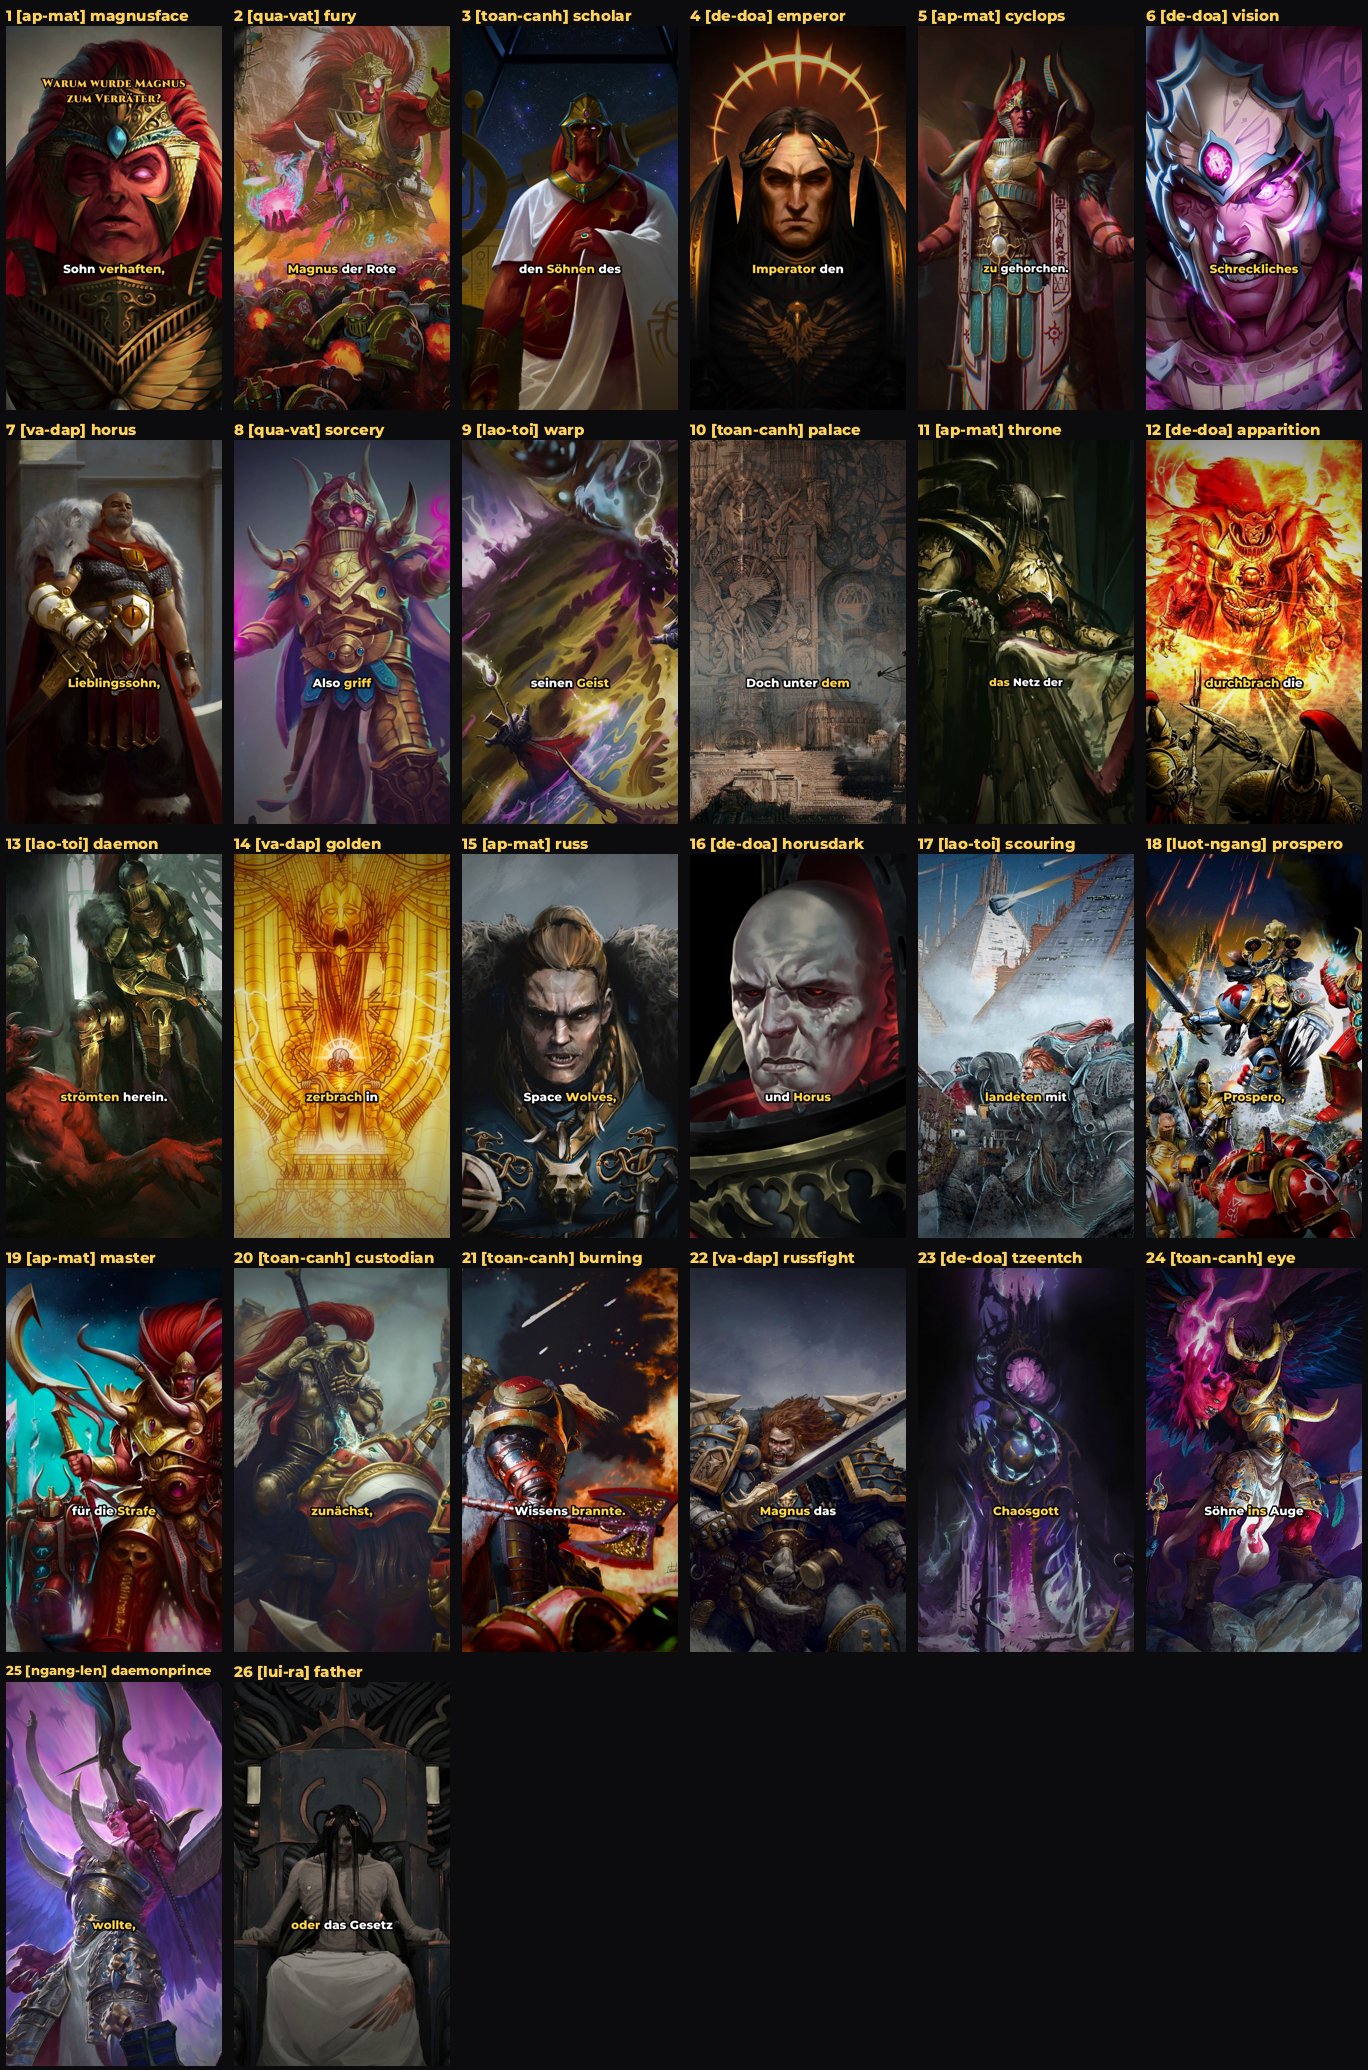 1 [ap-mat] magnusface
WARUM WURDE MAGNUS
ZUM VERRÄTER?
Sohn verhaften,
2 [qua-vat] fury
Magnus der Rote
3 [toan-canh] scholar
den Söhnen des
4 [de-doa] emperor
Imperator den
5 [ap-mat] cyclops
zu gehorchen.
6 [de-doa] vision
Schreckliches
7 [va-dap] horus
Lieblingssohn,
8 [qua-vat] sorcery
Also griff
9 [lao-toi] warp
seinen Geist
10 [toan-canh] palace
Doch unter dem
11 [ap-mat] throne
das Netz der
12 [de-doa] apparition
durchbrach die
13 [lao-toi] daemon
strömten herein.
14 [va-dap] golden
zerbrach in
15 [ap-mat] russ
Space Wolves,
16 [de-doa] horusdark
und Horus
17 [lao-toi] scouring
landeten mit
18 [luot-ngang] prospero
Prospero,
19 [ap-mat] master
für die Strafe
20 [toan-canh] custodian
zunächst,
21 [toan-canh] burning
Wissens brannte.
22 [va-dap] russfight
Magnus das
23 [de-doa] tzeentch
Chaosgott
24 [toan-canh] eye
Söhne ins Auge
25 [ngang-len] daemonprince
wollte,
26 [lui-ra] father
oder das Gesetz